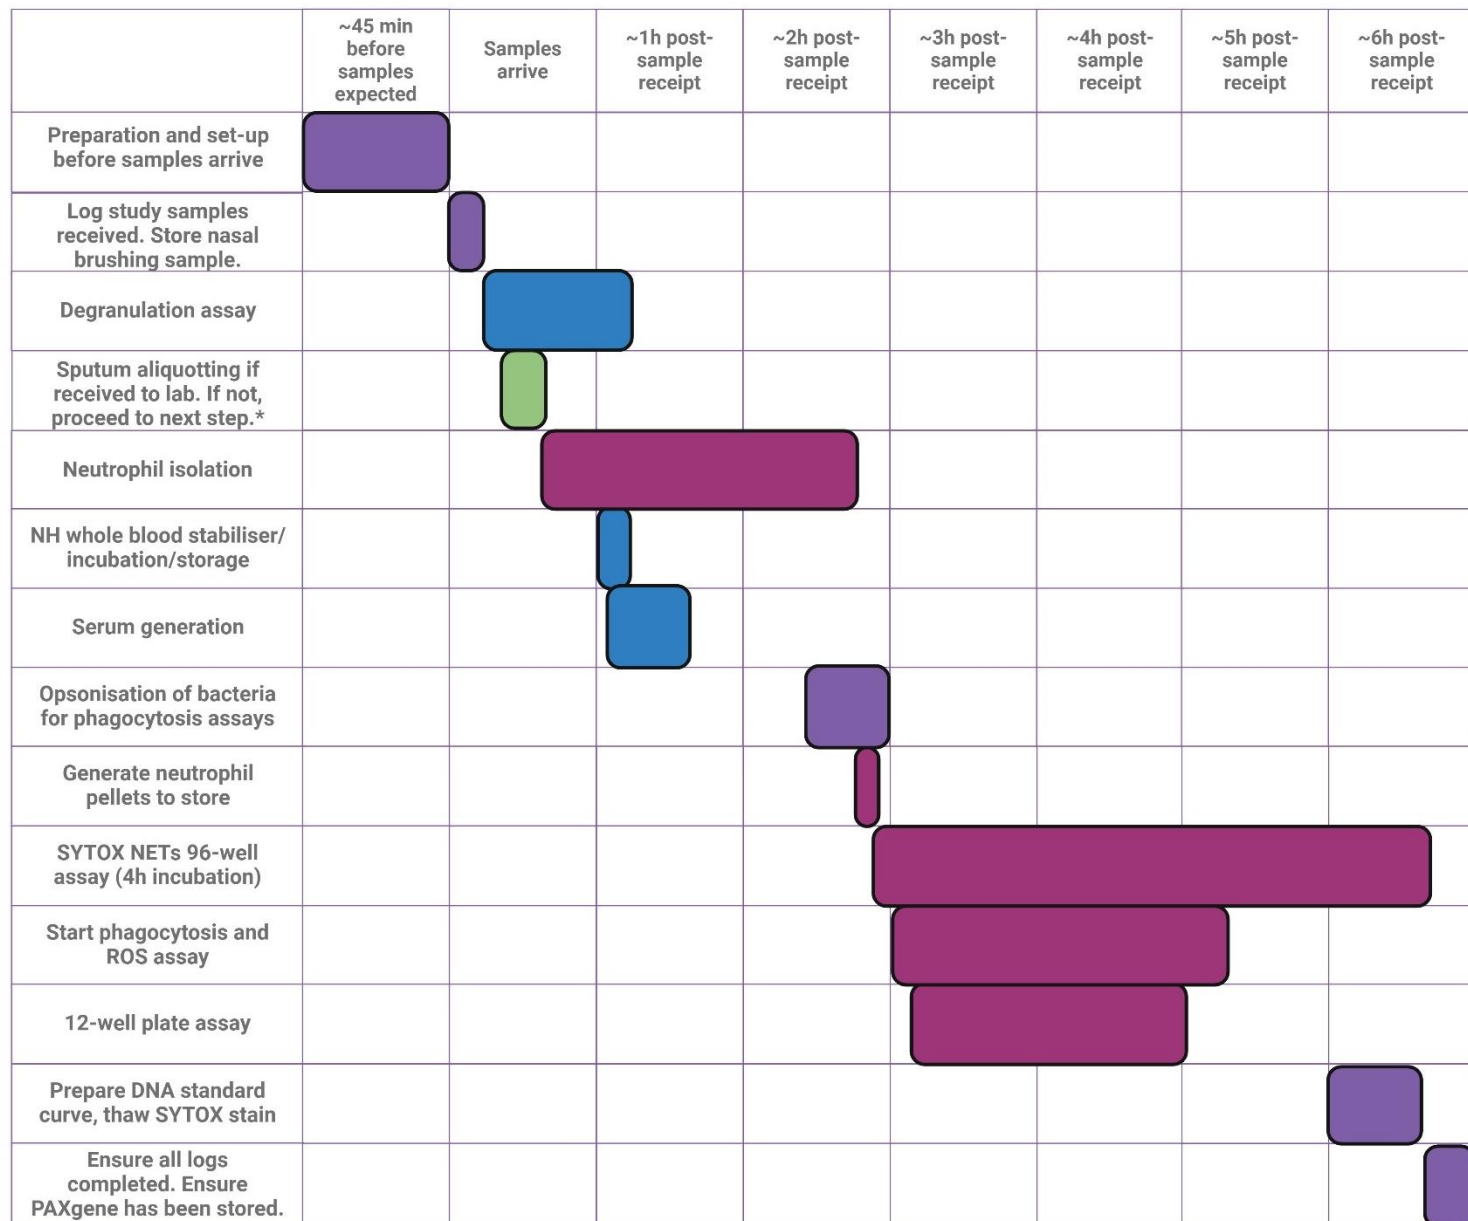 ~45 min
before
samples
expected
Samples
arrive
~1h post-
sample
receipt
~2h post-
sample
receipt
~3h post-
sample
receipt
~4h post-
sample
receipt
~5h post-
sample
receipt
~6h post-
sample
receipt
Preparation and set-up
before samples arrive
Log study samples
received. Store nasal
brushing sample.
Degranulation assay
Sputum aliquotting if
received to lab. If not,
proceed to next step.*
Neutrophil isolation
NH whole blood stabiliser/
incubation/storage
Serum generation
Opsonisation of bacteria
for phagocytosis assays
Generate neutrophil
pellets to store
SYTOX NETs 96-well
assay (4h incubation)
Start phagocytosis and
ROS assay
12-well plate assay
Prepare DNA standard
curve, thaw SYTOX stain
Ensure all logs
completed. Ensure
PAXgene has been stored.